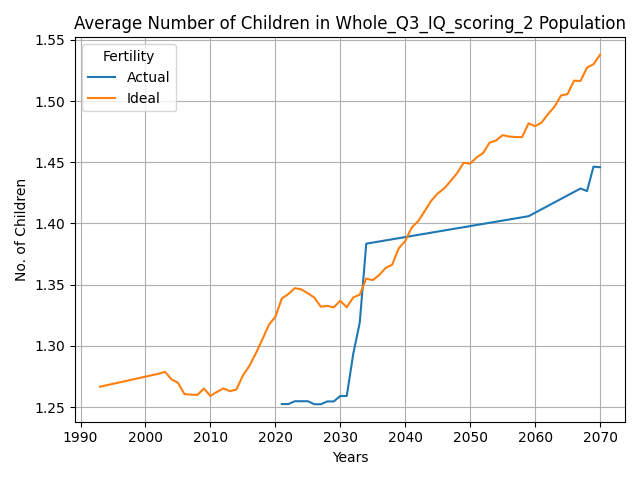 Average Number of Children in Whole_Q3_IQ_scoring_2 Population
1.55
1.50
1.45
1.40
1.35
1.30
1.25
No. of Children
Fertility
Actual
Ideal
1990 2000 2010 2020 2030 2040 2050 2060 2070
Years